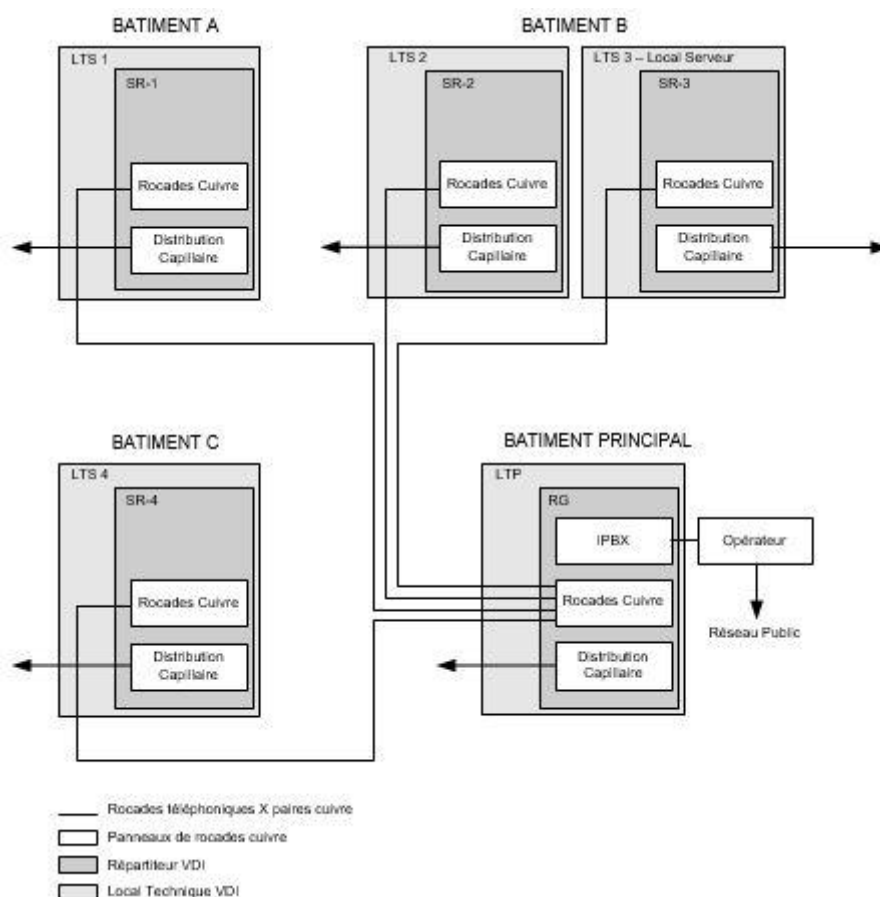 BATIMENT A
BATIMENT B
LTS 1
SR-1
Rocades Cuivre
Distribution
Capillaire
LTS 2
SR-2
Rocades Cuivre
Distribution
Capillaire
LTS 3 – Local Serveur
SR-3
Rocades Cuivre
Distribution
Capillaire
BATIMENT C
BATIMENT PRINCIPAL
LTS 4
SR-4
Rocades Cuivre
Distribution
Capillaire
LTP
RG
IPBX
Opérateur
Rocades Cuivre
Réseau Public
Distribution
Capillaire
Rocades téléphoniques X paires cuivre
Panneaux de rocades cuivre
Répartiteur VDI
Local Technique VDI